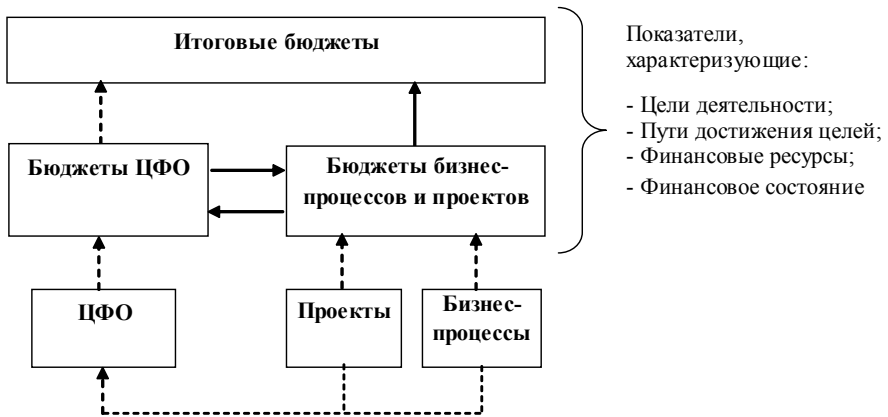 Итоговые бюджеты
Показатели,
характеризующие:
- Цели деятельности;
- Пути достижения целей;
- Финансовые ресурсы;
- Финансовое состояние
Бюджеты ЦФО
Бюджеты бизнес-
процессов и проектов
ЦФО
Проекты
Бизнес-
процессы